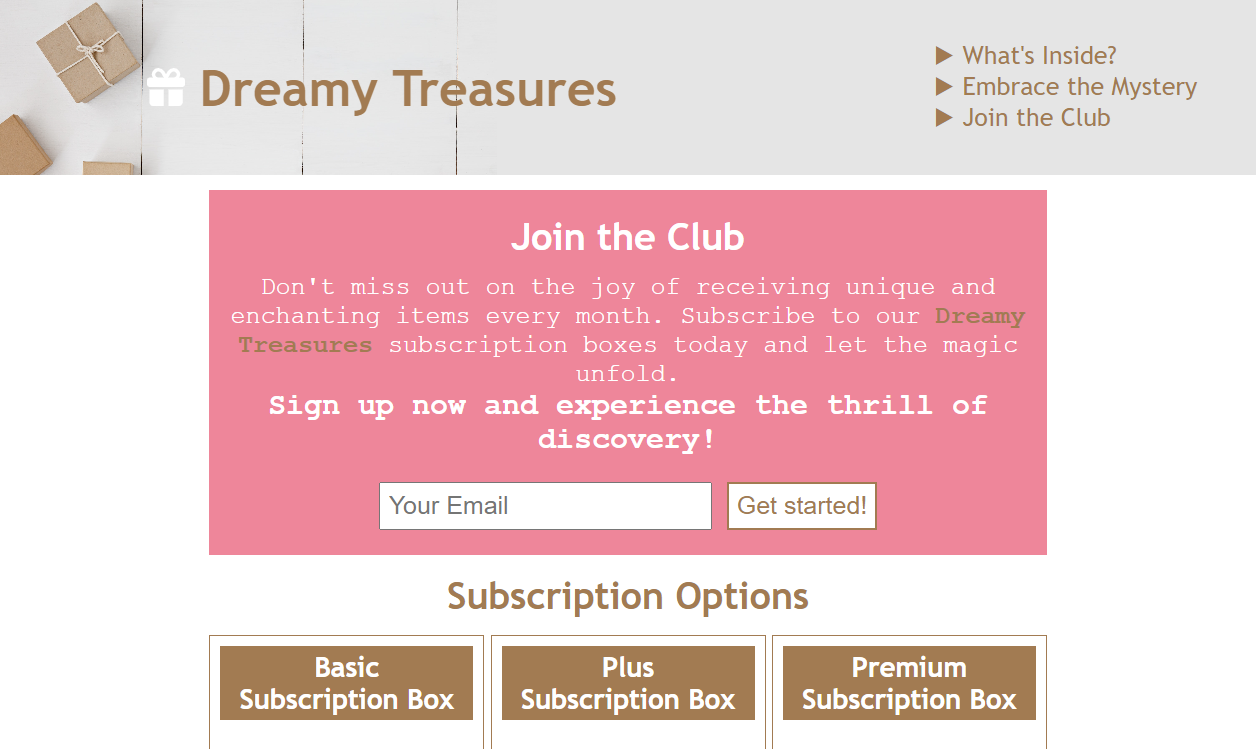 Dreamy Treasures
What's Inside?
Embrace the Mystery
Join the Club
Join the Club
Don't miss out on the joy of receiving unique and
enchanting items every month. Subscribe to our Dreamy
Treasures subscription boxes today and let the magic
unfold.
Sign up now and experience the thrill of
discovery!
Your Email
Get started!
Subscription Options
Basic
Subscription Box
Plus
Subscription Box
Premium
Subscription Box